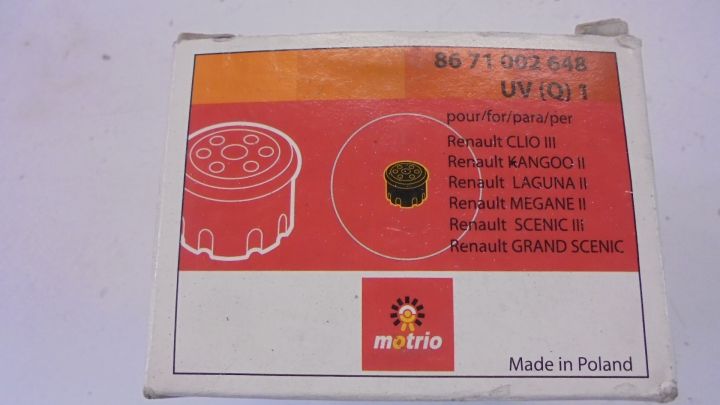 86 71 002 648
UV (Q) 1
pour/for/para/per
Renault CLIO III
Renault KANGOO II
Renault LAGUNA II
Renault MEGANE II
Renault SCENIC IIi
Renault GRAND SCENIC
motrio
Made in Poland